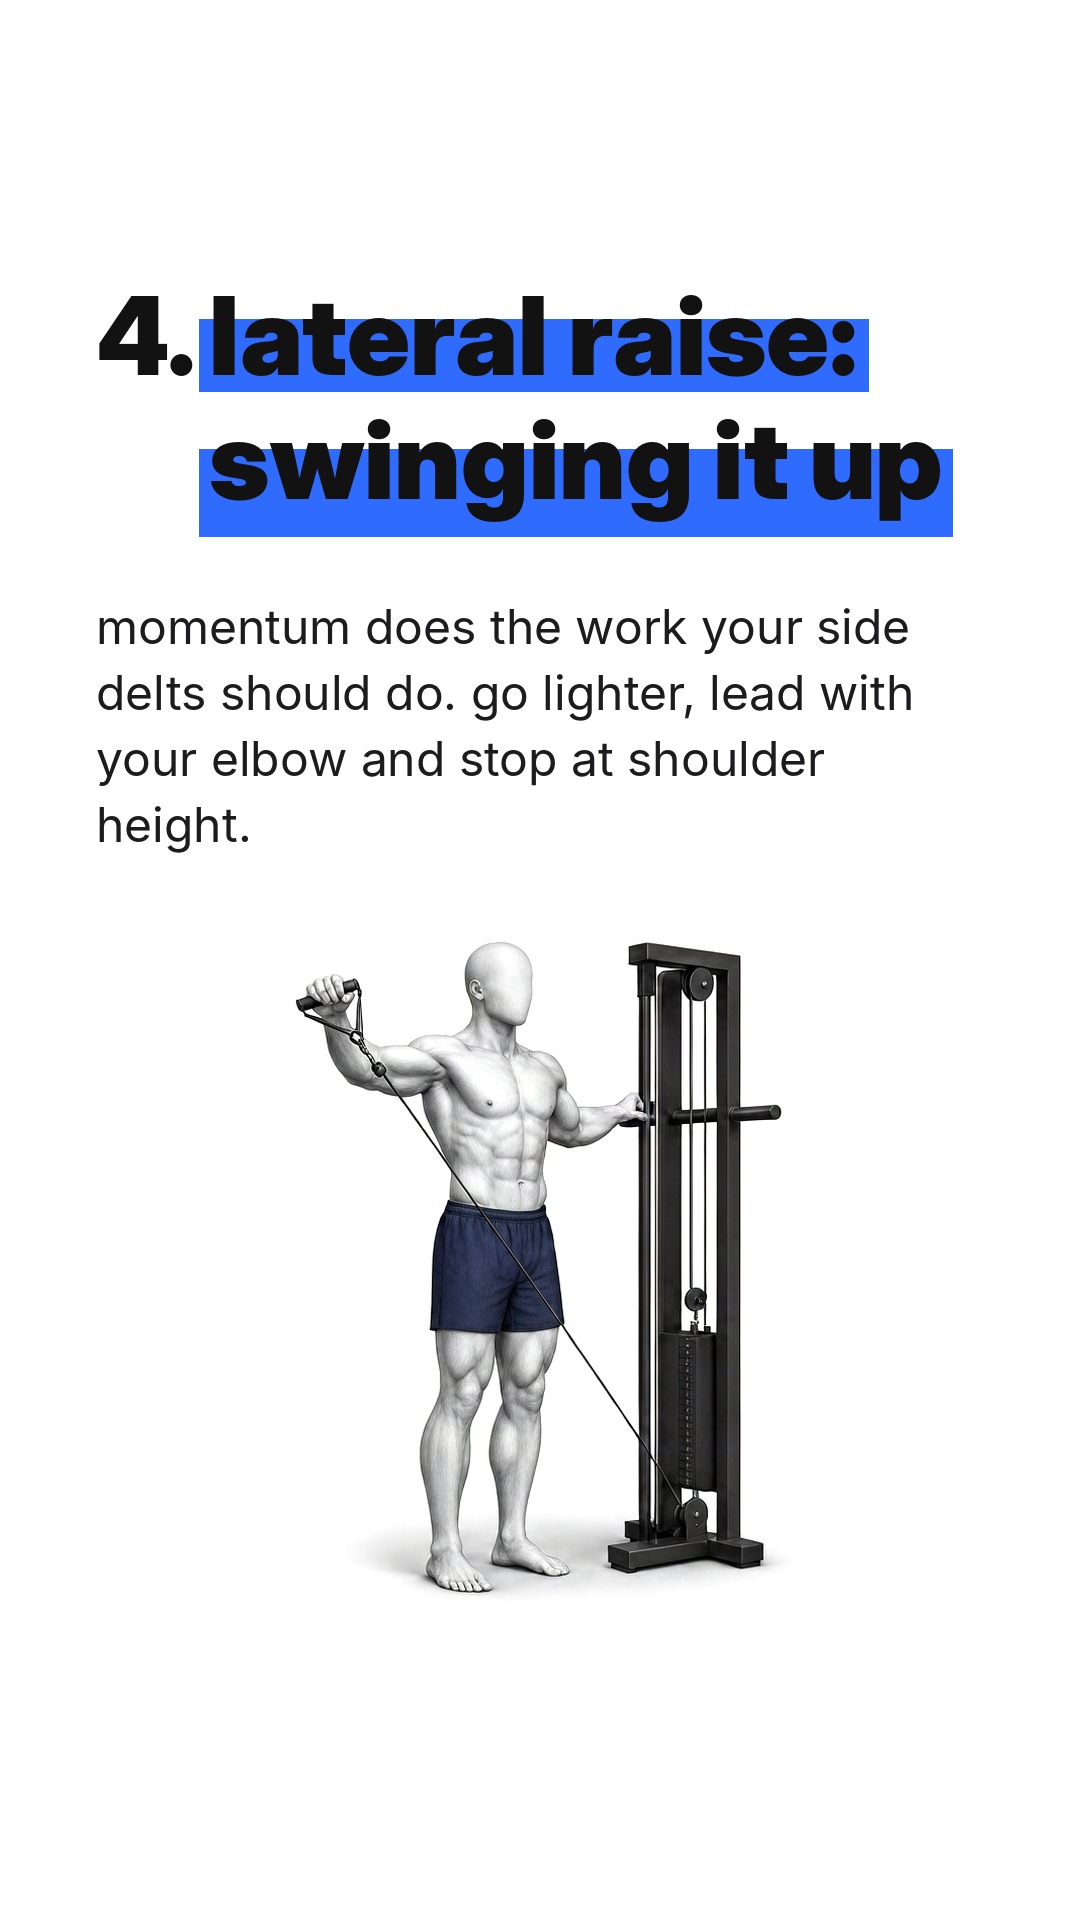 4. lateral raise:
swinging it up
momentum does the work your side
delts should do. go lighter, lead with
your elbow and stop at shoulder
height.